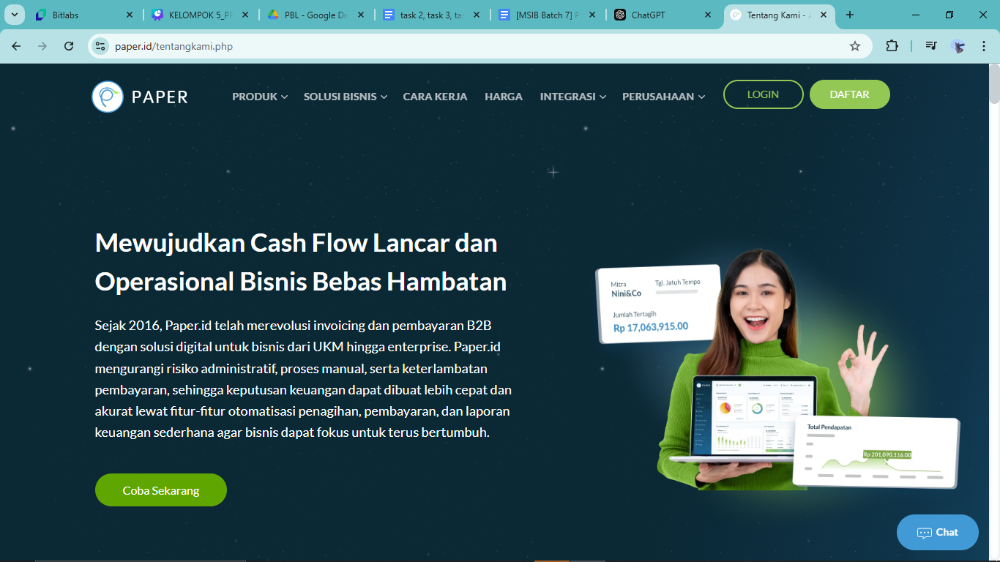 Bitlabs
KELOMPOK 5_PF
PBL - Google Dr
task 2, task 3, ta
[MSIB Batch 7] P
ChatGPT
Tentang Kami - A
paper.id/tentangkami.php
PAPER
PRODUK
SOLUSI BISNIS
CARA KERJA
HARGA
INTEGRASI
PERUSAHAAN
LOGIN
DAFTAR
Mewujudkan Cash Flow Lancar dan
Operasional Bisnis Bebas Hambatan
Sejak 2016, Paper.id telah merevolusi invoicing dan pembayaran B2B
dengan solusi digital untuk bisnis dari UKM hingga enterprise. Paper.id
mengurangi risiko administratif, proses manual, serta keterlambatan
pembayaran, sehingga keputusan keuangan dapat dibuat lebih cepat dan
akurat lewat fitur-fitur otomatisasi penagihan, pembayaran, dan laporan
keuangan sederhana agar bisnis dapat fokus untuk terus bertumbuh.
Coba Sekarang
Mitra
Nini&Co
Tgl. Jatuh Tempo
Jumlah Tertagih
Rp 17,063,915.00
Total Pendapatan
Rp 201,090,116.00
Chat